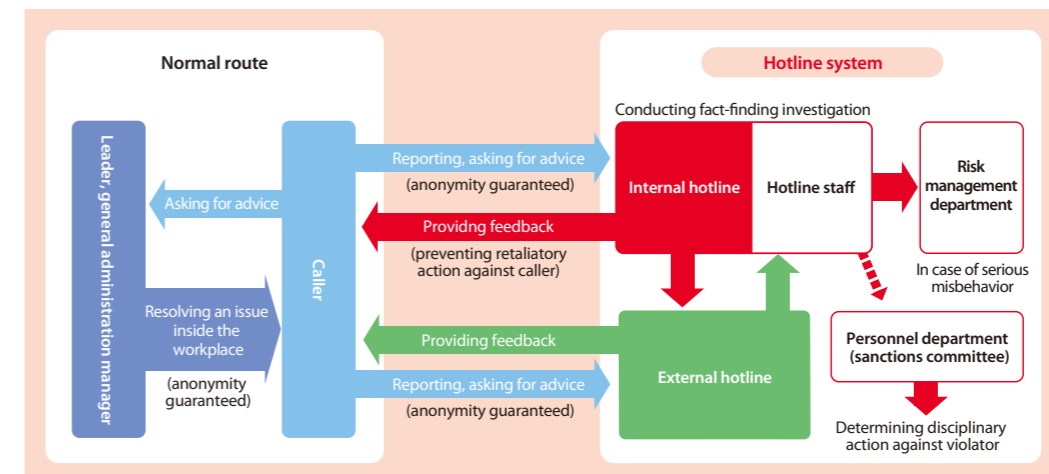 Normal route
Leader, general administration manager
Asking for advice
Resolving an issue
inside the
workplace
(anonymity
guaranteed)
Caller
Reporting, asking for advice
(anonymity guaranteed)
Providng feedback
(preventing retaliatory
action against caller)
Providing feedback
Reporting, asking for advice
(anonymity guaranteed)
Hotline system
Conducting fact-finding investigation
Internal hotline
Hotline staff
Risk
management
department
In case of serious
misbehavior
External hotline
Personnel department
(sanctions committee)
Determining disciplinary
action against violator